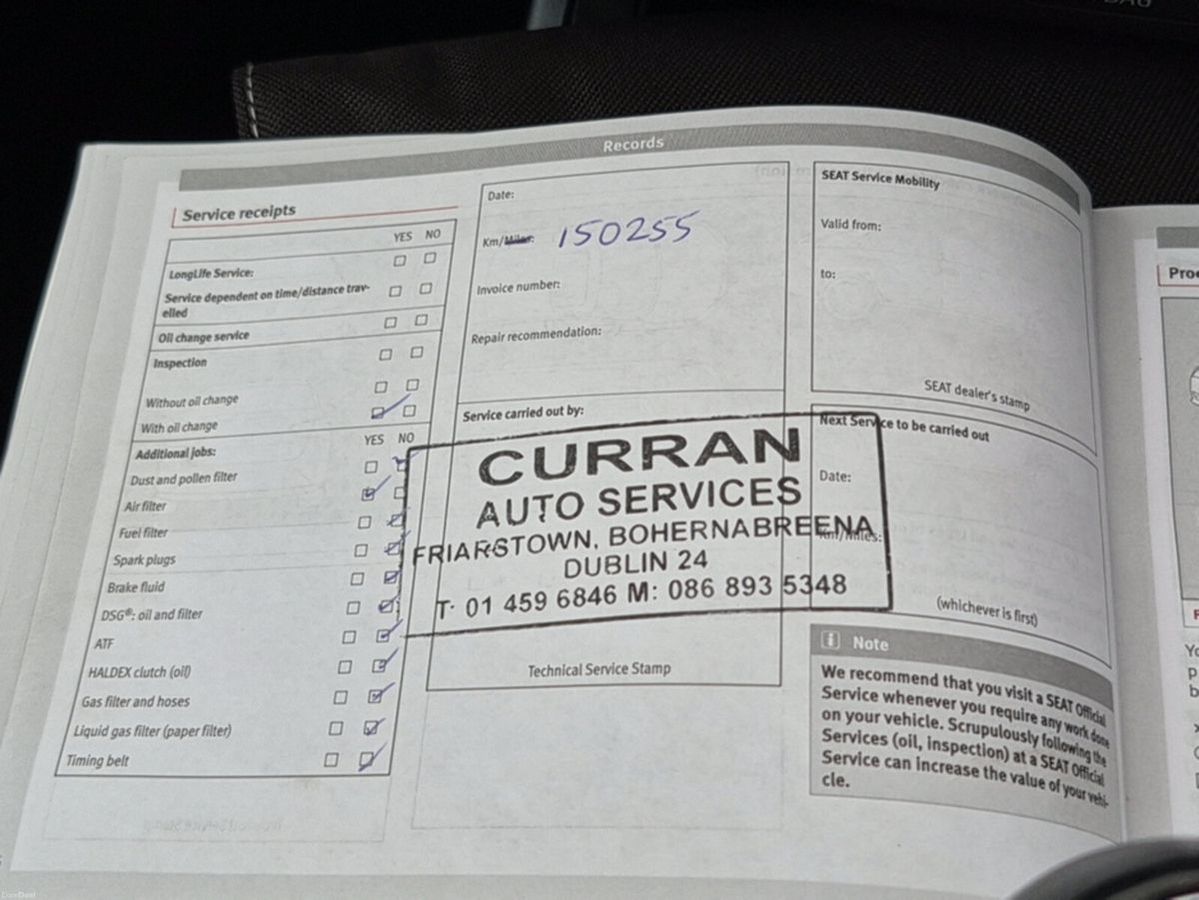 Records
Service receipts
YES NO
LongLife Service:
Service dependent on time/distance trav-
elled
Oil change service
Inspection
Without oil change
With oil change
Additional jobs:
YES NO
Dust and pollen filter
Air filter
Fuel filter
Spark plugs
Brake fluid
DSG®: oil and filter
ATF
HALDEX clutch (oil)
Gas filter and hoses
Liquid gas filter (paper filter)
Timing belt
Date:
Km/Miles: 150255
Invoice number:
Repair recommendation:
Service carried out by:
CURRAN
AUTO SERVICES
FRIARSTOWN, BOHERNABREENA
DUBLIN 24
T: 01 459 6846 M: 086 893 5348
Technical Service Stamp
SEAT Service Mobility
Valid from:
to:
SEAT dealer's stamp
Next Service to be carried out
Date:
Km/Miles:
(whichever is first)
i Note
We recommend that you visit a SEAT Official
Service whenever you require any work done
on your vehicle. Scrupulously following the
Services (oil, inspection) at a SEAT Official
Service can increase the value of your vehi-
cle.